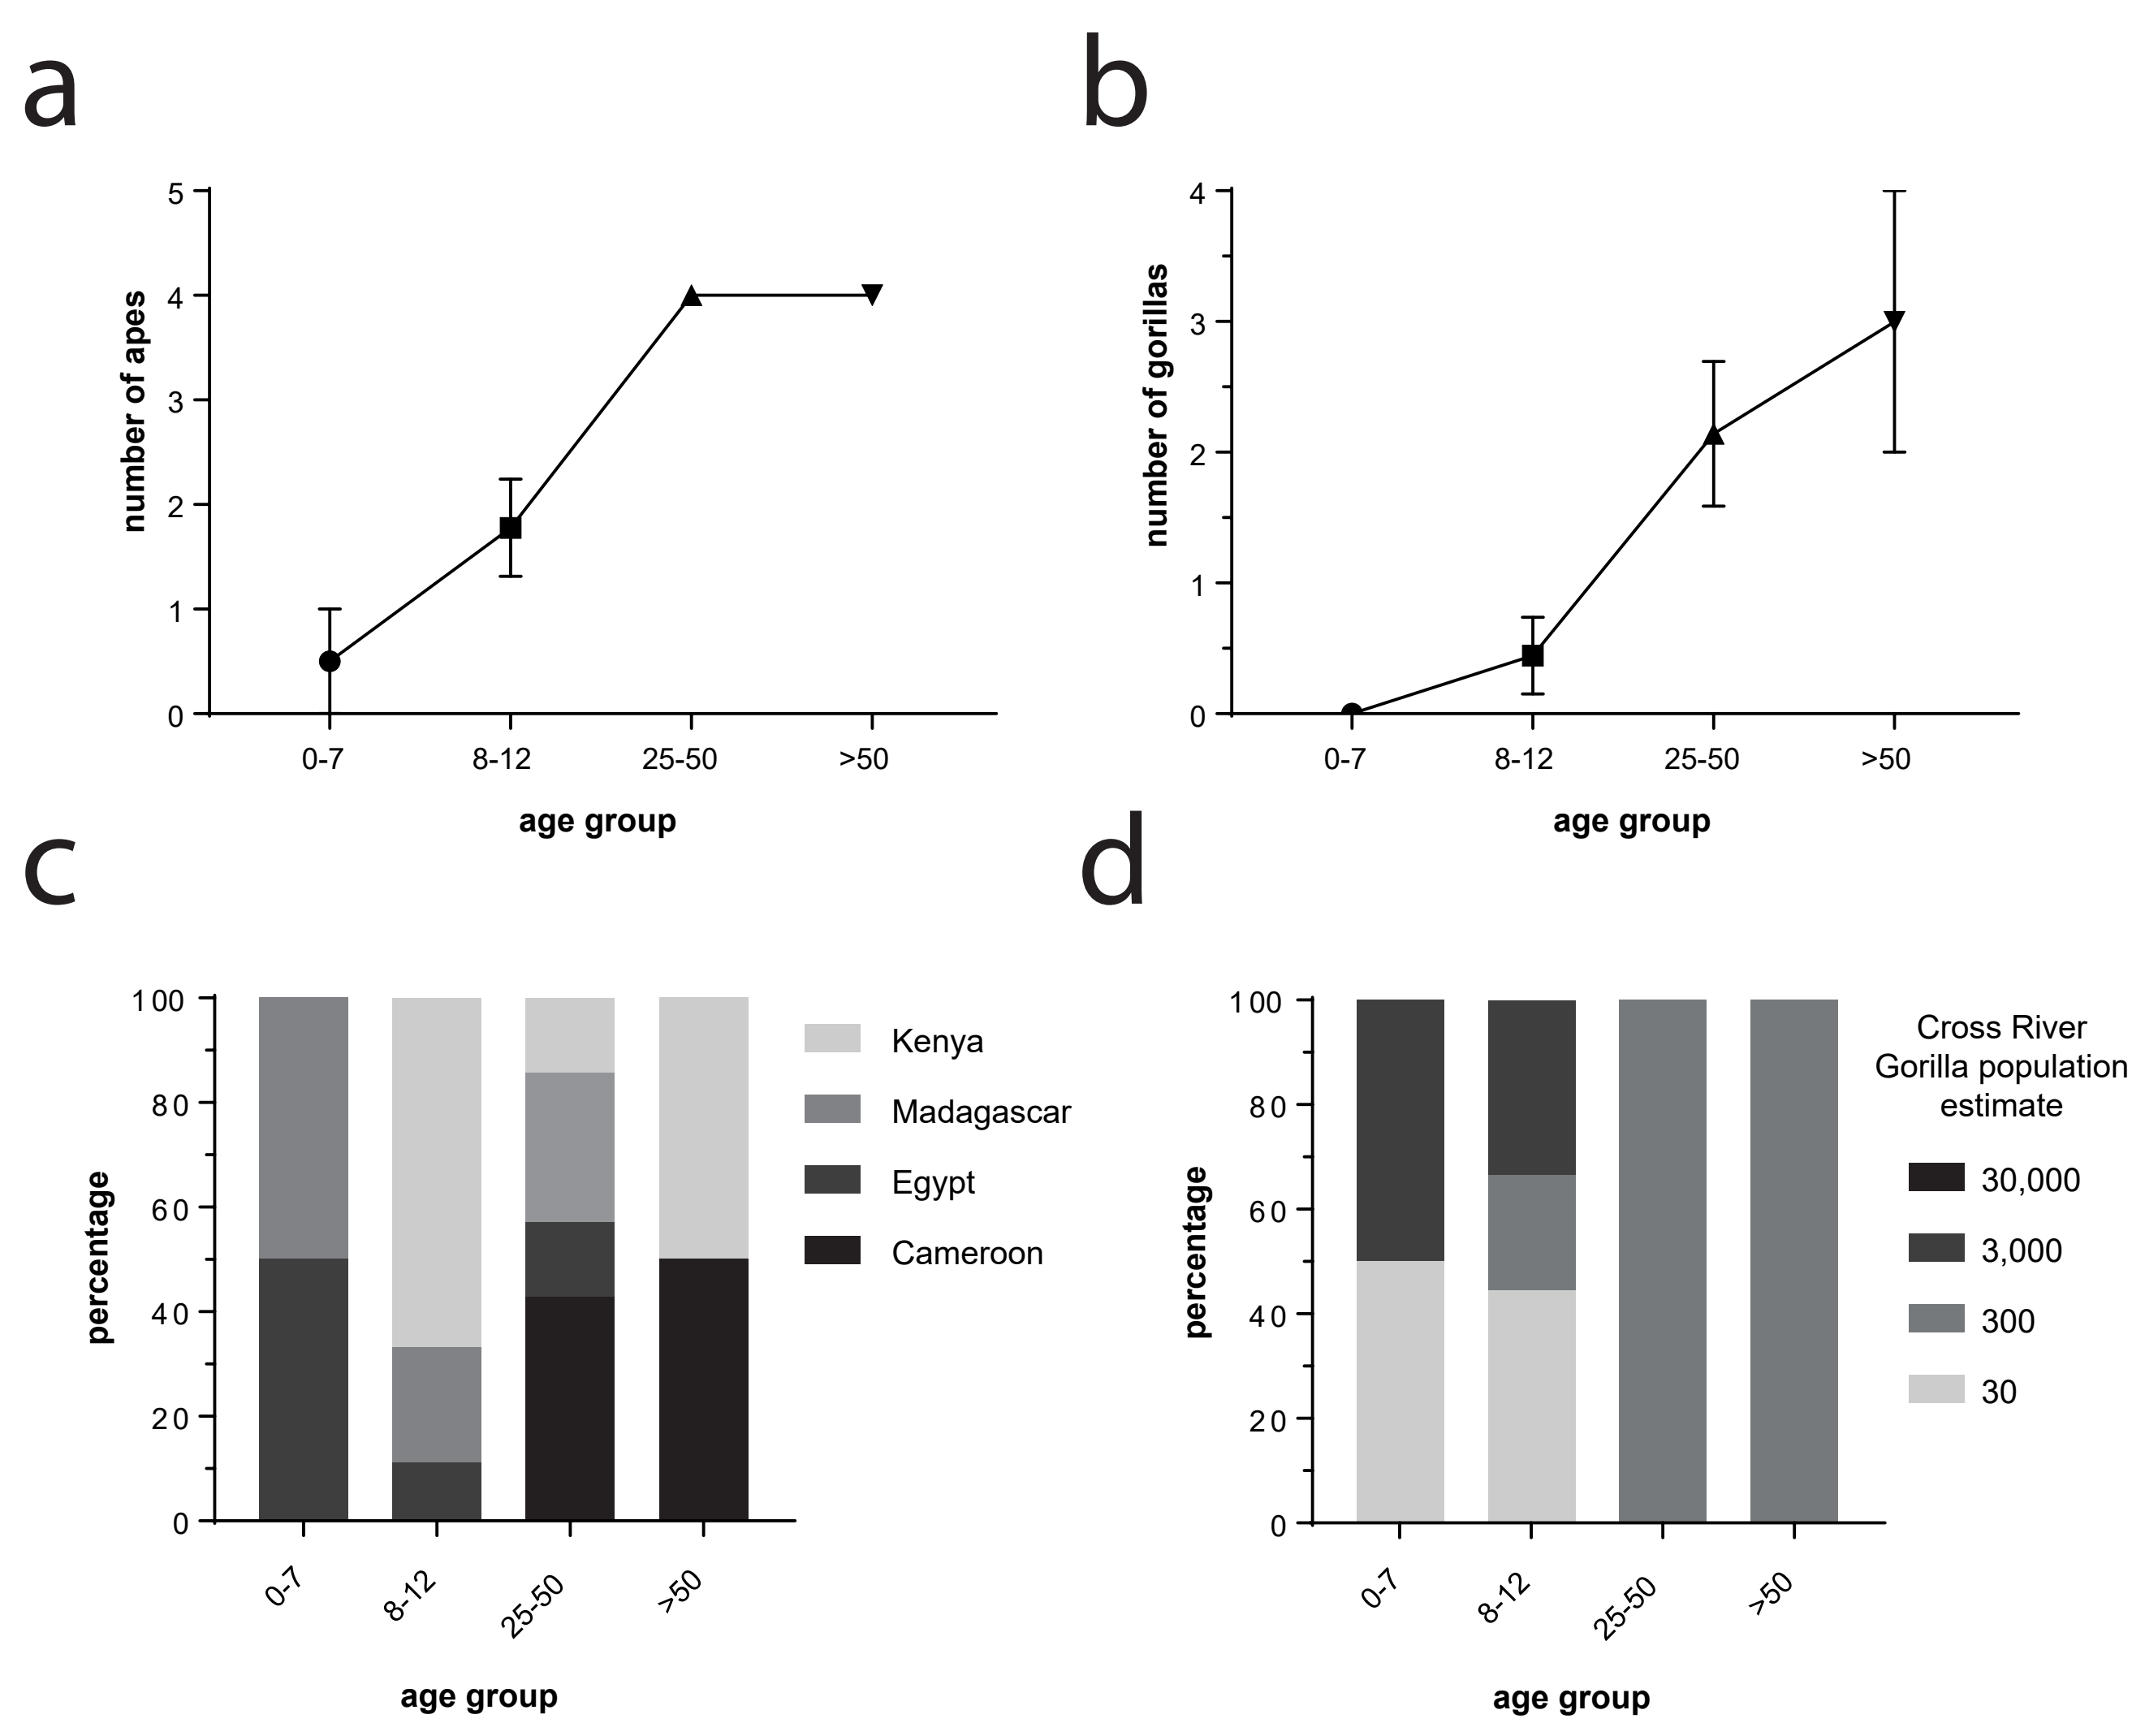 a
number of apes
5
4
3
2
1
0
0-7
8-12
25-50
>50
age group
b
number of gorillas
4
3
2
1
0
0-7
8-12
25-50
>50
age group
c
percentage
100
80
60
40
20
0
0-7
8-12
25-50
>50
age group
Kenya
Madagascar
Egypt
Cameroon
d
percentage
100
80
60
40
20
0
0-7
8-12
25-50
>50
age group
Cross River
Gorilla population
estimate
30,000
3,000
300
30